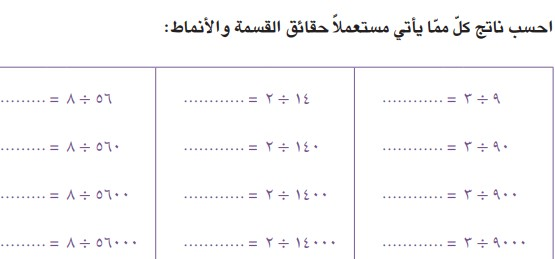 احسب ناتج كلّ ممّا يأتي مستعملاً حقائق القسمة والأنماط:
٩ ÷ ٣ = ............
١٤ ÷ ٢ = ............
٥٦ ÷ ٨ = .........
٩٠ ÷ ٣ = ............
١٤٠ ÷ ٢ = ............
٥٦٠ ÷ ٨ = .........
٩٠٠ ÷ ٣ = ............
١٤٠٠ ÷ ٢ = ............
٥٦٠٠ ÷ ٨ = .........
٩٠٠٠ ÷ ٣ = ............
١٤٠٠٠ ÷ ٢ = ............
٥٦٠٠٠ ÷ ٨ = .........